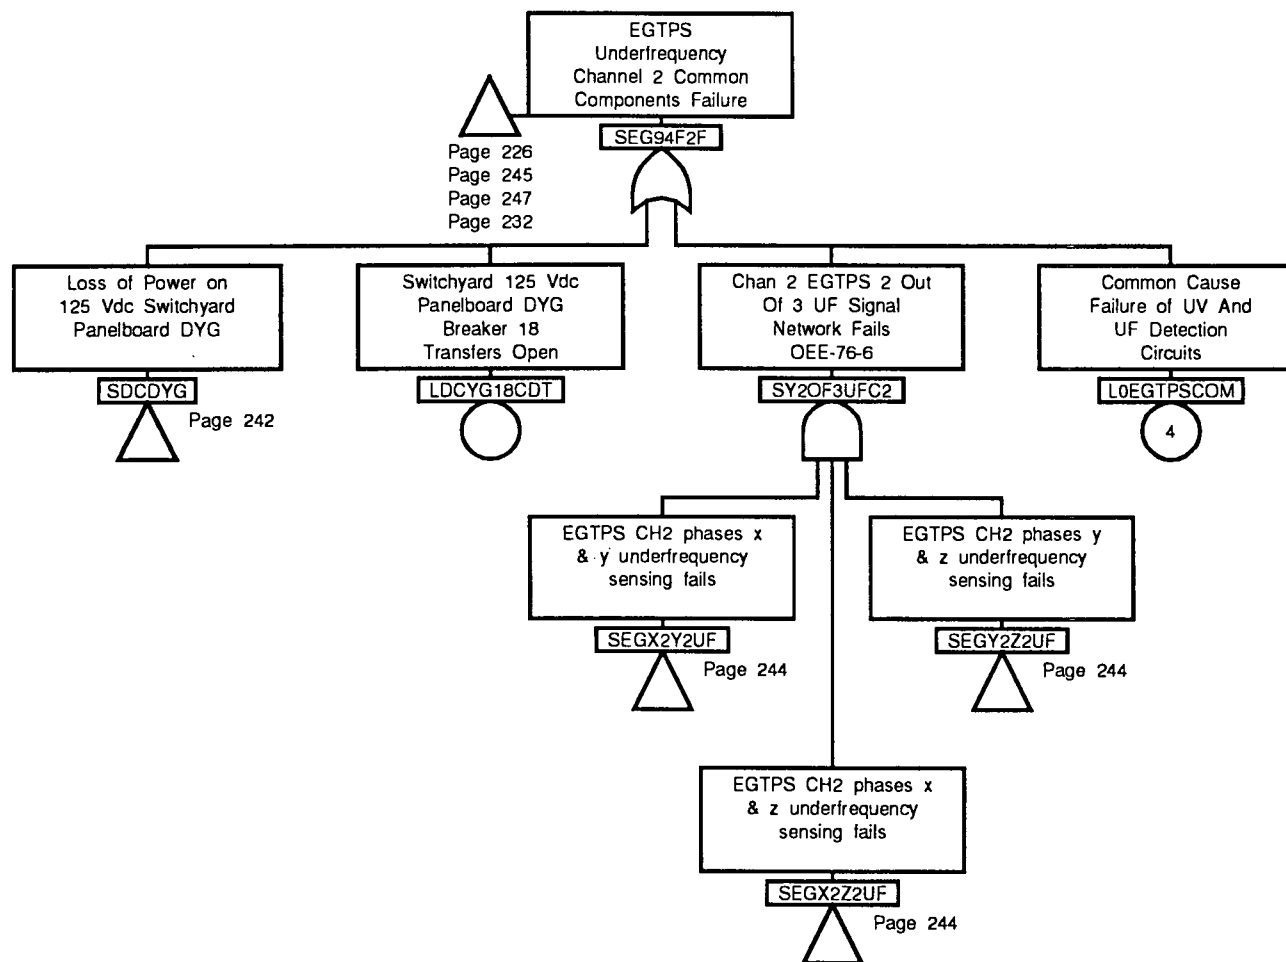 EGTPS
Underfrequency
Channel 2 Common
Components Failure
SEG94F2F
Page 226
Page 245
Page 247
Page 232
Loss of Power on
125 Vdc Switchyard
Panelboard DYG
SDCDYG
Page 242
Switchyard 125 Vdc
Panelboard DYG
Breaker 18
Transfers Open
LDCYG18CDT
Chan 2 EGTPS 2 Out
Of 3 UF Signal
Network Fails
OEE-76-6
SY2OF3UFC2
Common Cause
Failure of UV And
UF Detection
Circuits
L0EGTPSCOM
4
EGTPS CH2 phases x
& y underfrequency
sensing fails
SEGX2Y2UF
Page 244
EGTPS CH2 phases y
& z underfrequency
sensing fails
SEGY2Z2UF
Page 244
EGTPS CH2 phases x
& z underfrequency
sensing fails
SEGX2Z2UF
Page 244